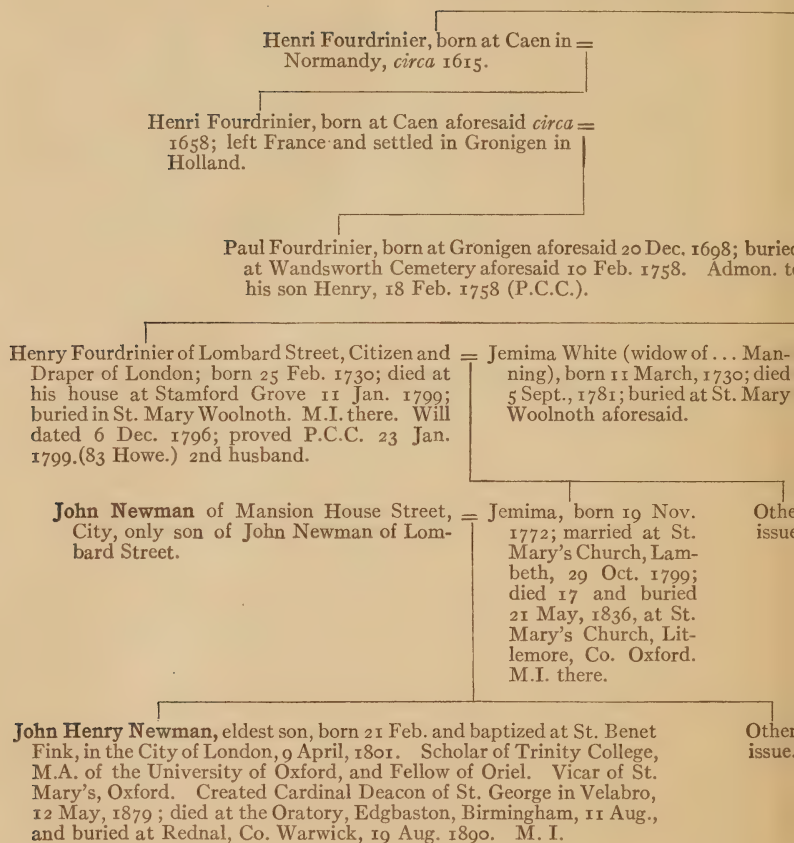 Henri Fourdrinier, born at Caen in =
Normandy, circa 1615.
Henri Fourdrinier, born at Caen aforesaid circa =
1658; left France and settled in Gronigen in
Holland.
Paul Fourdrinier, born at Gronigen aforesaid 20 Dec. 1698; buried
at Wandsworth Cemetery aforesaid 10 Feb. 1758. Admon. t
his son Henry, 18 Feb. 1758 (P.C.C.).
Henry Fourdrinier of Lombard Street, Citizen and =
Draper of London; born 25 Feb. 1730; died at
his house at Stamford Grove 11 Jan. 1799;
buried in St. Mary Woolnoth. M.I. there. Will
dated 6 Dec. 1796; proved P.C.C. 23 Jan.
1799.(83 Howe.) 2nd husband.
Jemima White (widow of ... Man-
ning), born 11 March, 1730; died
5 Sept., 1781; buried at St. Mary
Woolnoth aforesaid.
John Newman of Mansion House Street, =
City, only son of John Newman of Lom-
bard Street.
Jemima, born 19 Nov.
1772; married at St.
Mary's Church, Lam-
beth, 29 Oct. 1799;
died 17 and buried
21 May, 1836, at St.
Mary's Church, Lit-
tlemore, Co. Oxford.
M.I. there.
Othe
issue
John Henry Newman, eldest son, born 21 Feb. and baptized at St. Benet
Fink, in the City of London, 9 April, 1801. Scholar of Trinity College,
M.A. of the University of Oxford, and Fellow of Oriel. Vicar of St.
Mary's, Oxford. Created Cardinal Deacon of St. George in Velabro,
12 May, 1879 ; died at the Oratory, Edgbaston, Birmingham, 11 Aug.,
and buried at Rednal, Co. Warwick, 19 Aug. 1890. M. I.
Other
issue.